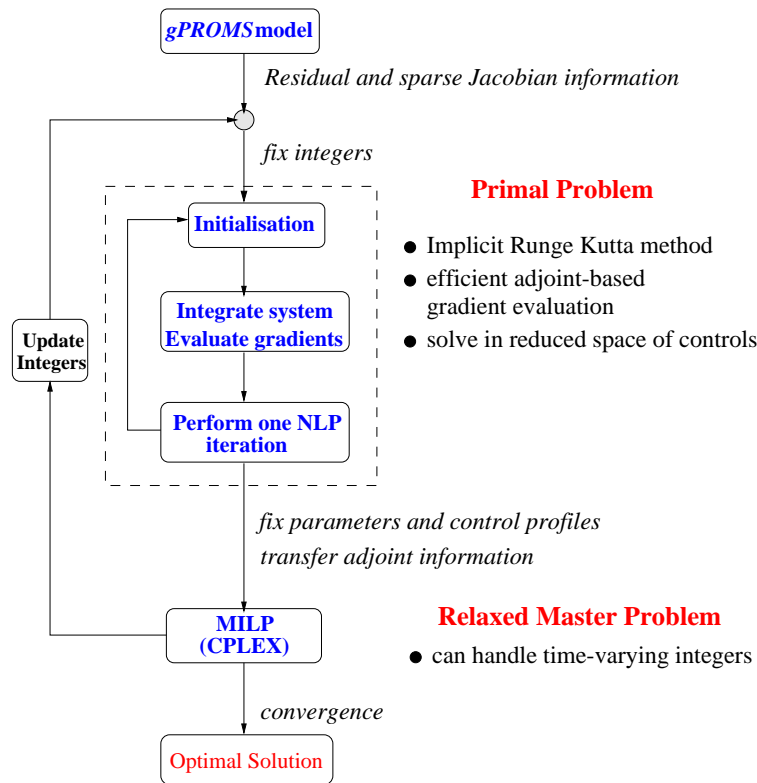 gPROMS model
Residual and sparse Jacobian information
fix integers
Primal Problem
Initialisation
Implicit Runge Kutta method
efficient adjoint-based
gradient evaluation
solve in reduced space of controls
Integrate system
Evaluate gradients
Update
Integers
Perform one NLP
iteration
fix parameters and control profiles
transfer adjoint information
MILP
(CPLEX)
Relaxed Master Problem
can handle time-varying integers
convergence
Optimal Solution